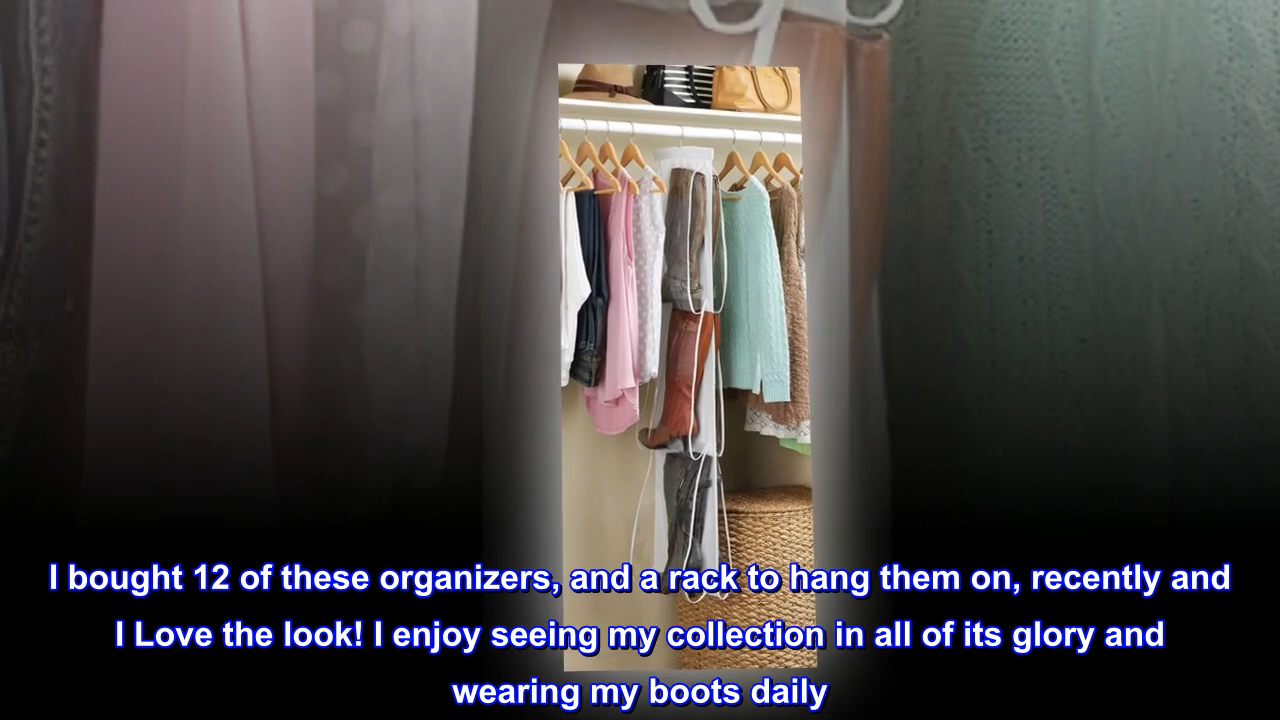 I bought 12 of these organizers, and a rack to hang them on, recently and
I Love the look! I enjoy seeing my collection in all of its glory and
wearing my boots daily